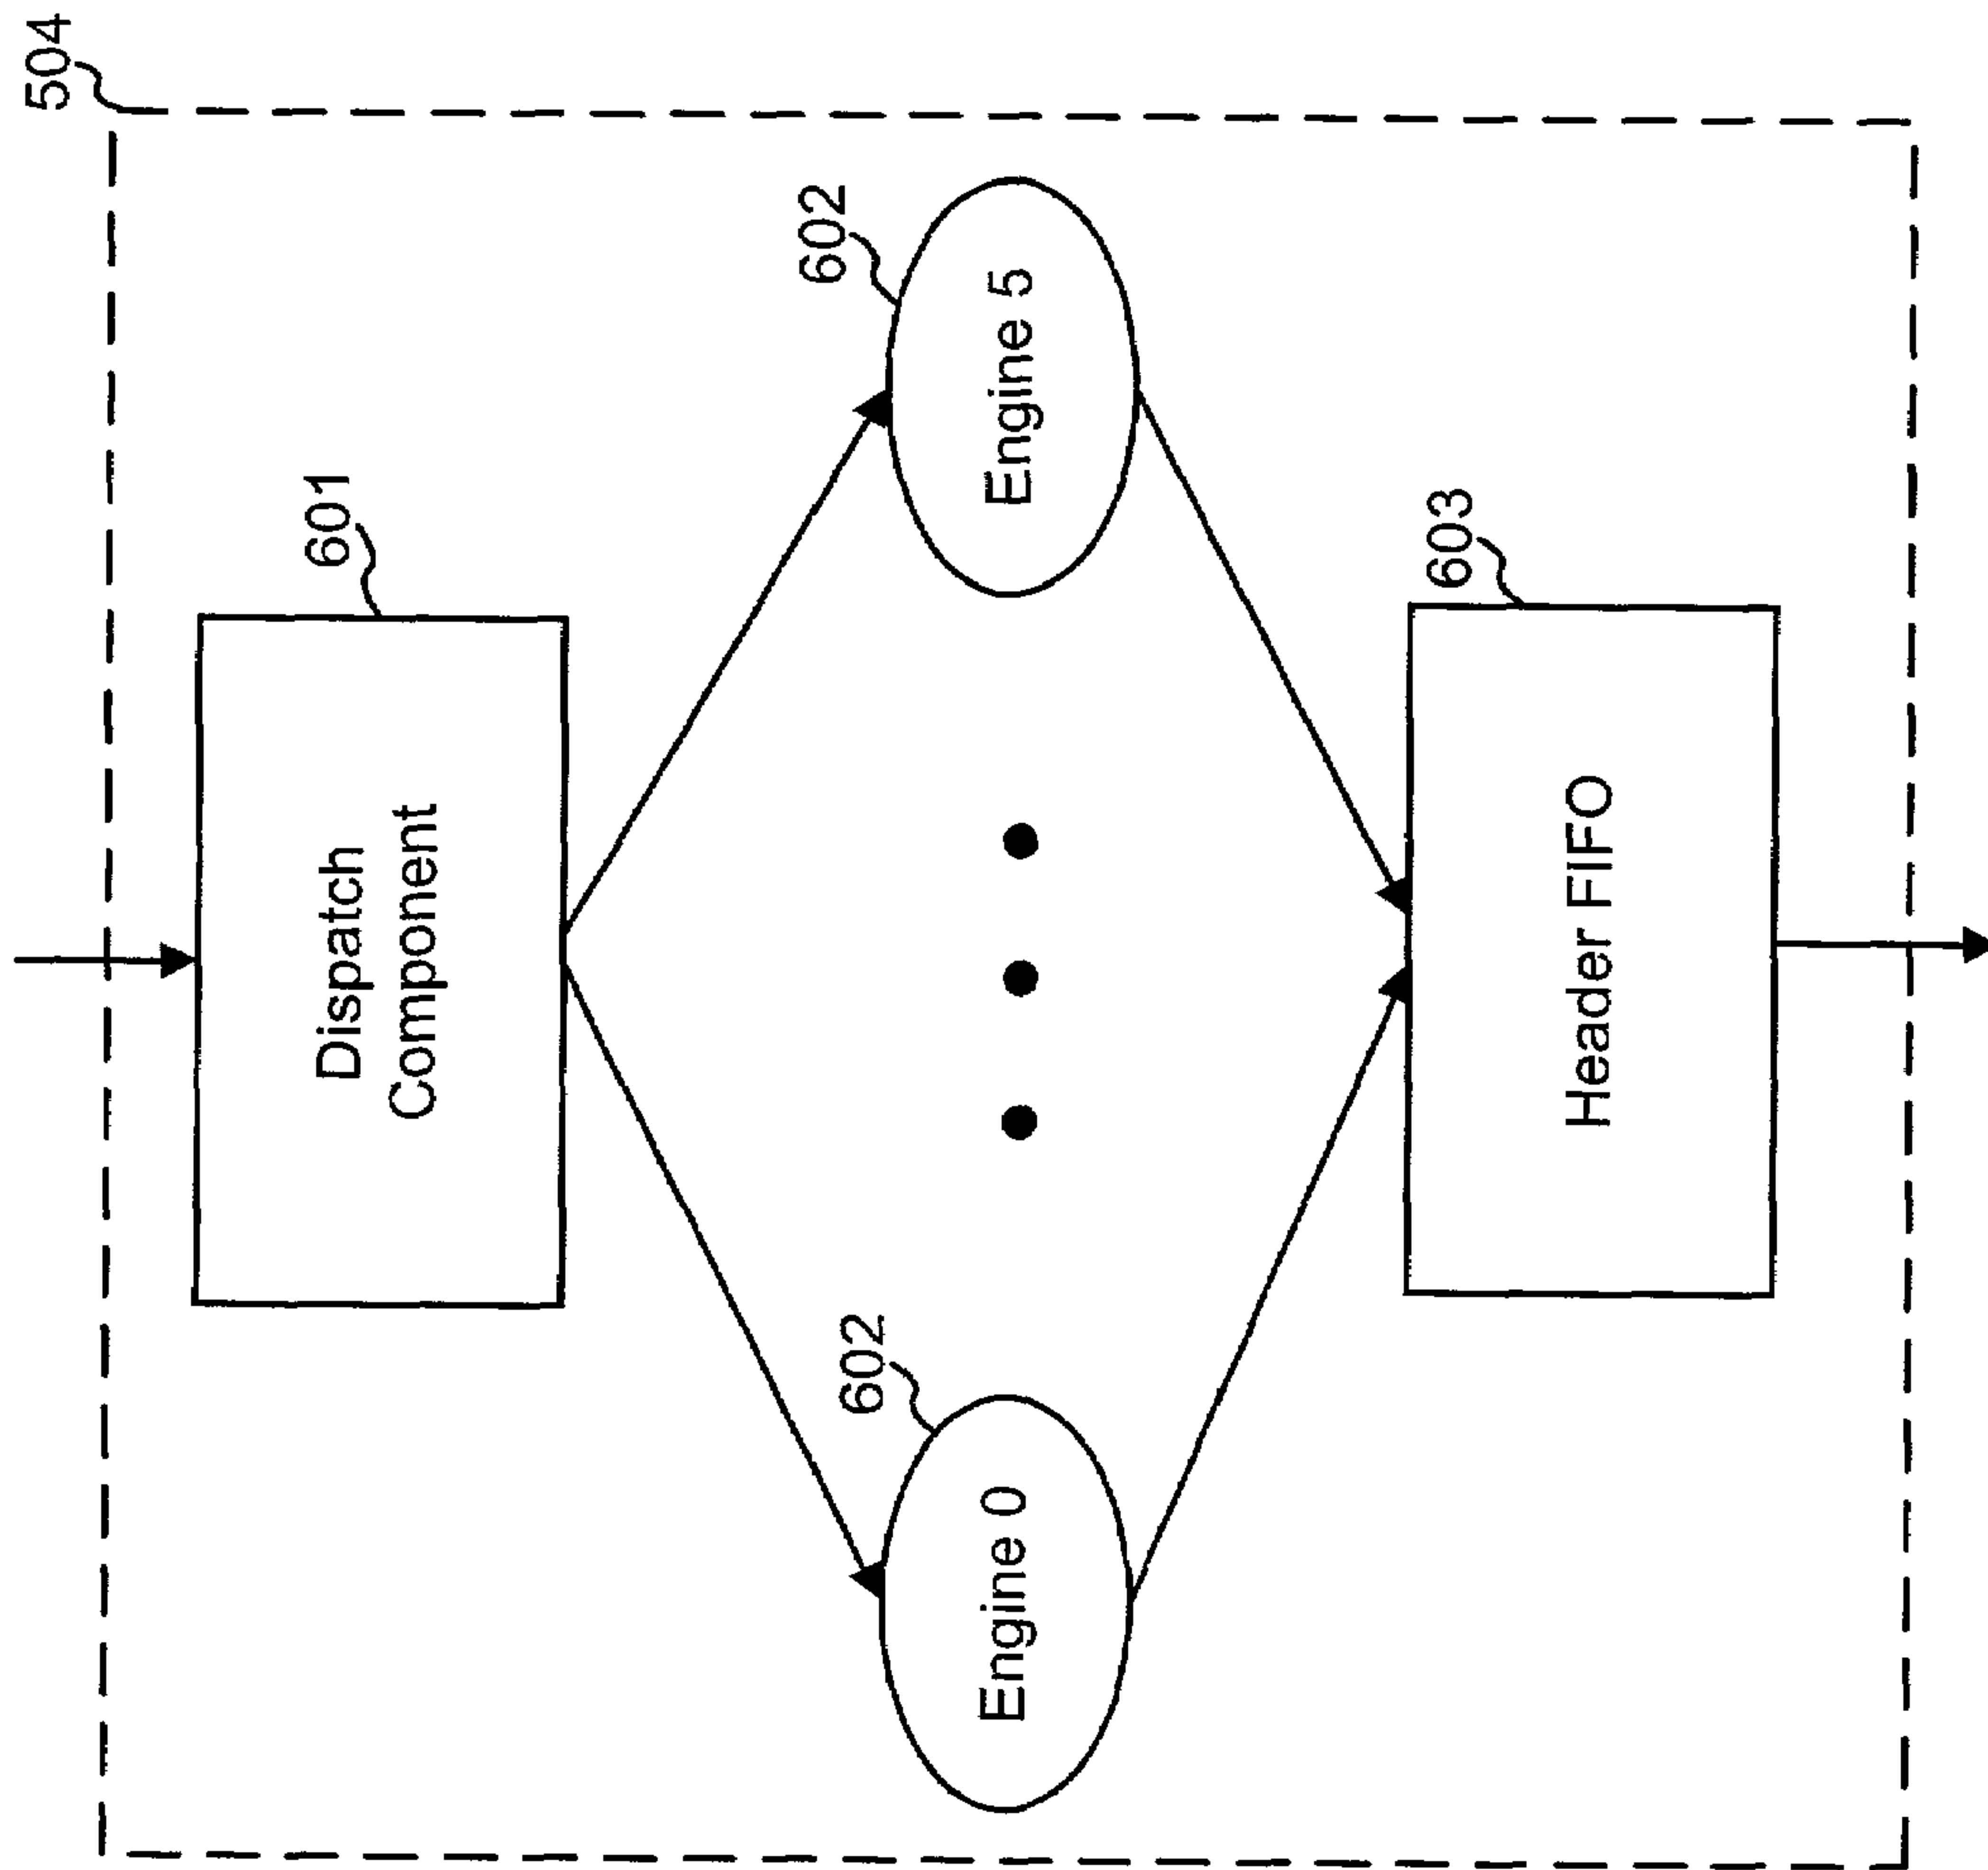 504
601
Dispatch
Component
602
Engine 5
602
Engine 0
603
Header FIFO